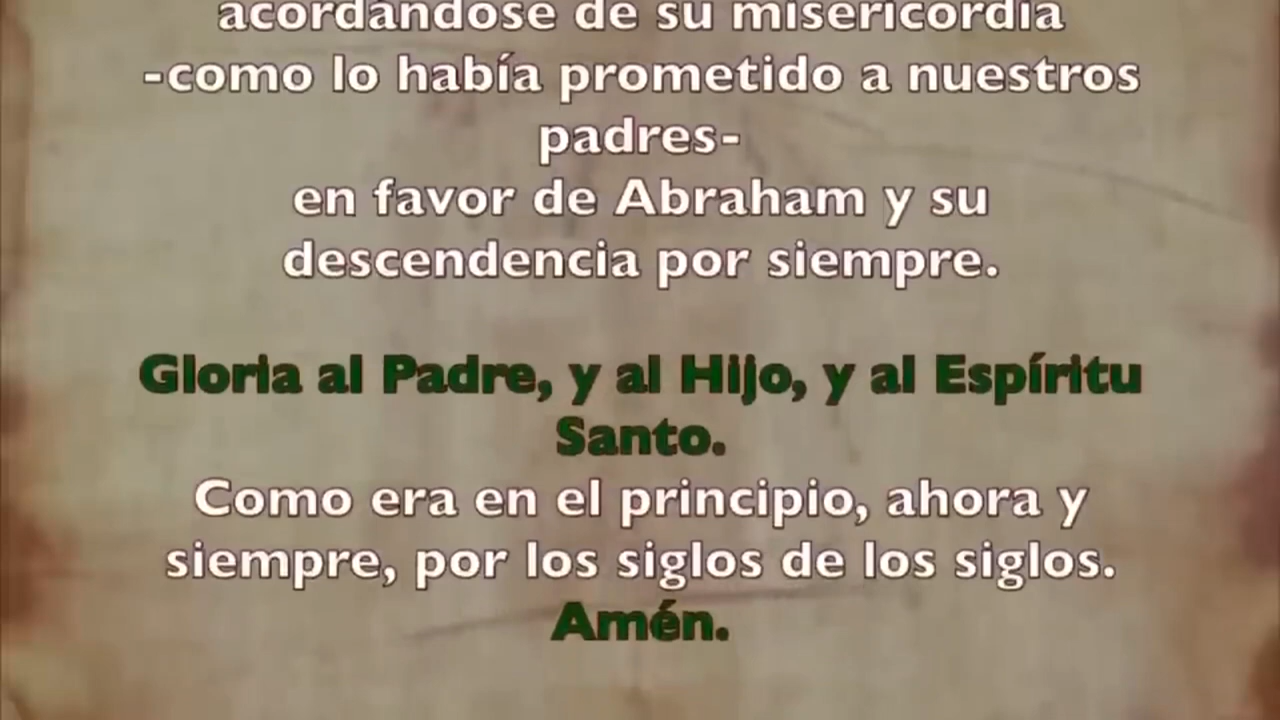 acordándose de su misericordia
-como lo había prometido a nuestros
padres-
en favor de Abraham y su
descendencia por siempre.
Gloria al Padre, y al Hijo, y al Espíritu
Santo.
Como era en el principio, ahora y
siempre, por los siglos de los siglos.
Amén.